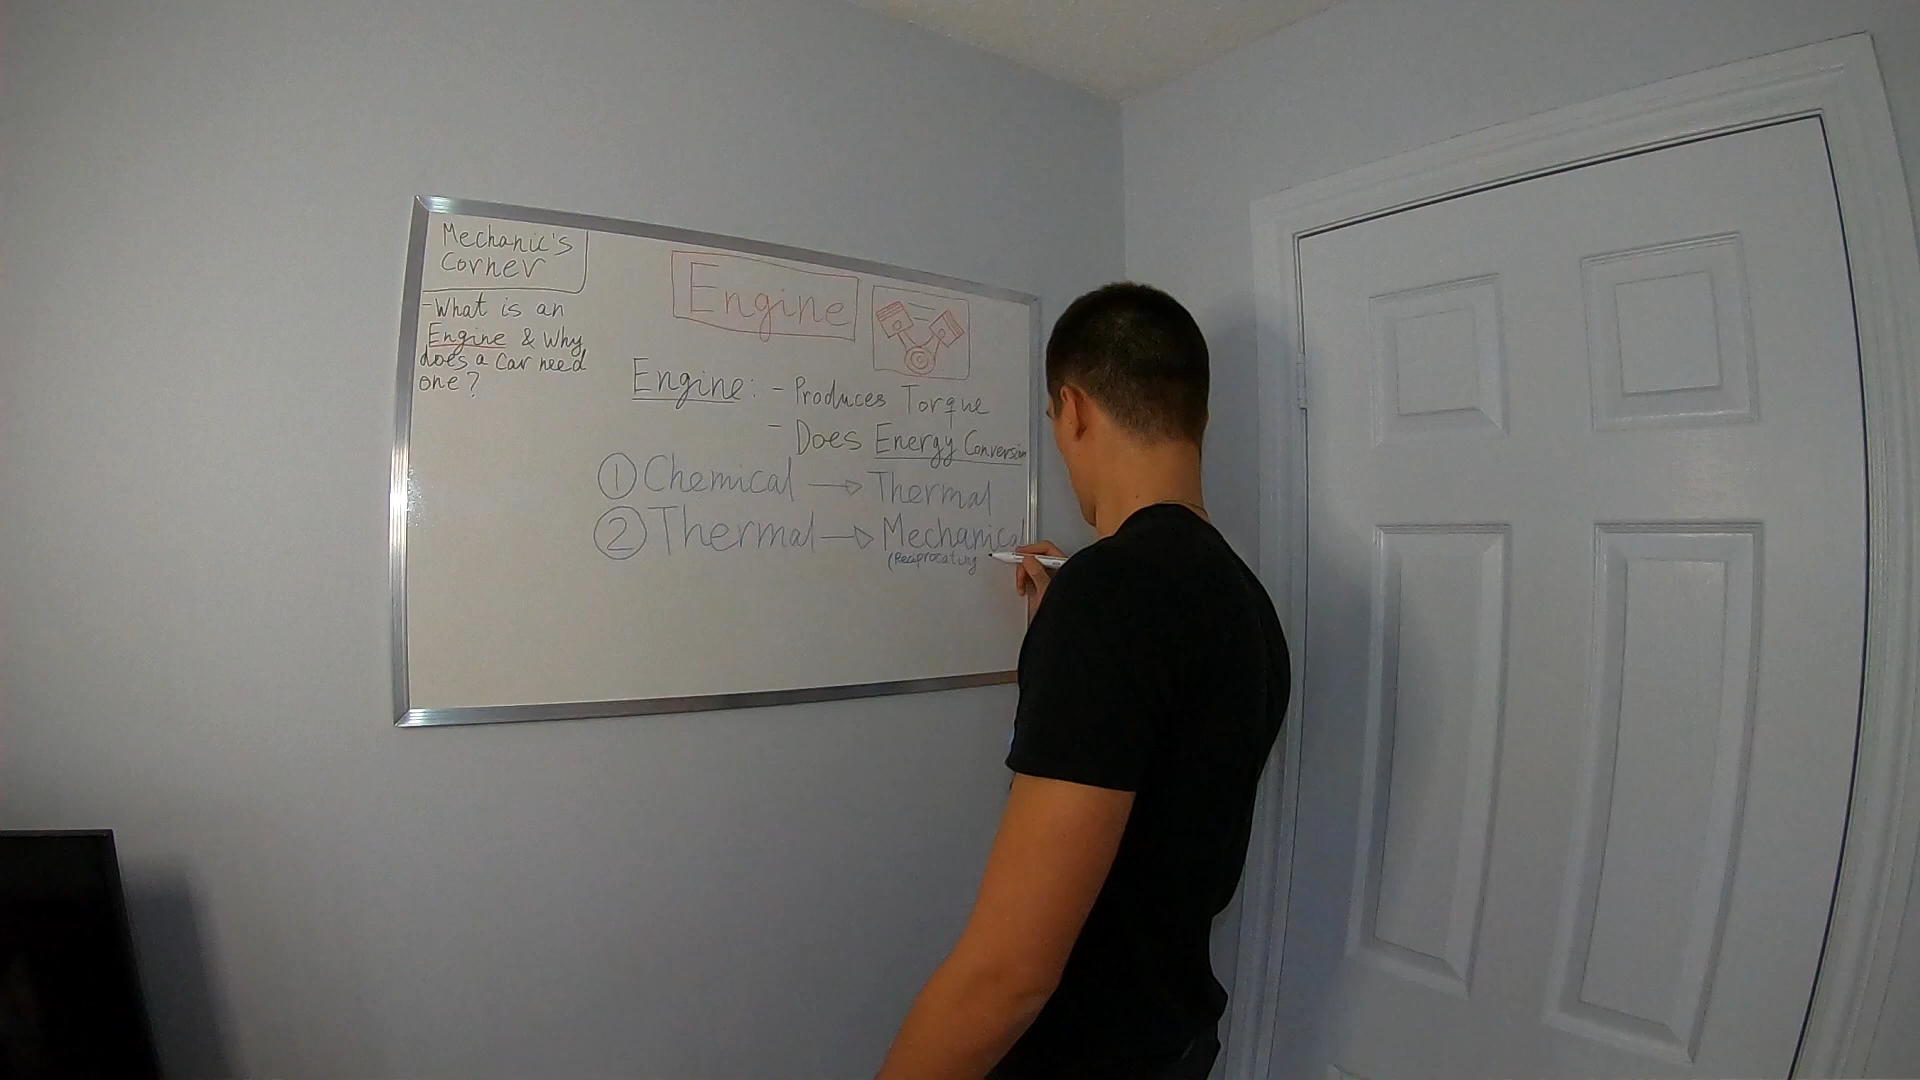 Mechanic's
Corner
-What is an
Engine & Why
does a Car need
one?
Engine
Engine: - Produces Torque
- Does Energy Conversion
① Chemical → Thermal
② Thermal → Mechanical
(Reciprocating